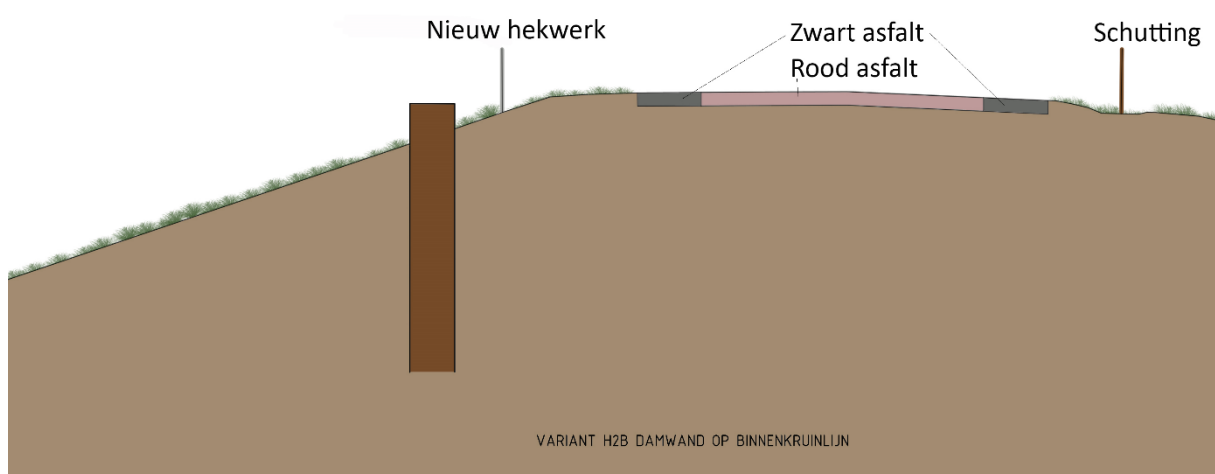 Nieuw hekwerk
Zwart asfalt
Rood asfalt
Schutting
VARIANT H2B DAMWAND OP BINNENKRUINLIJN